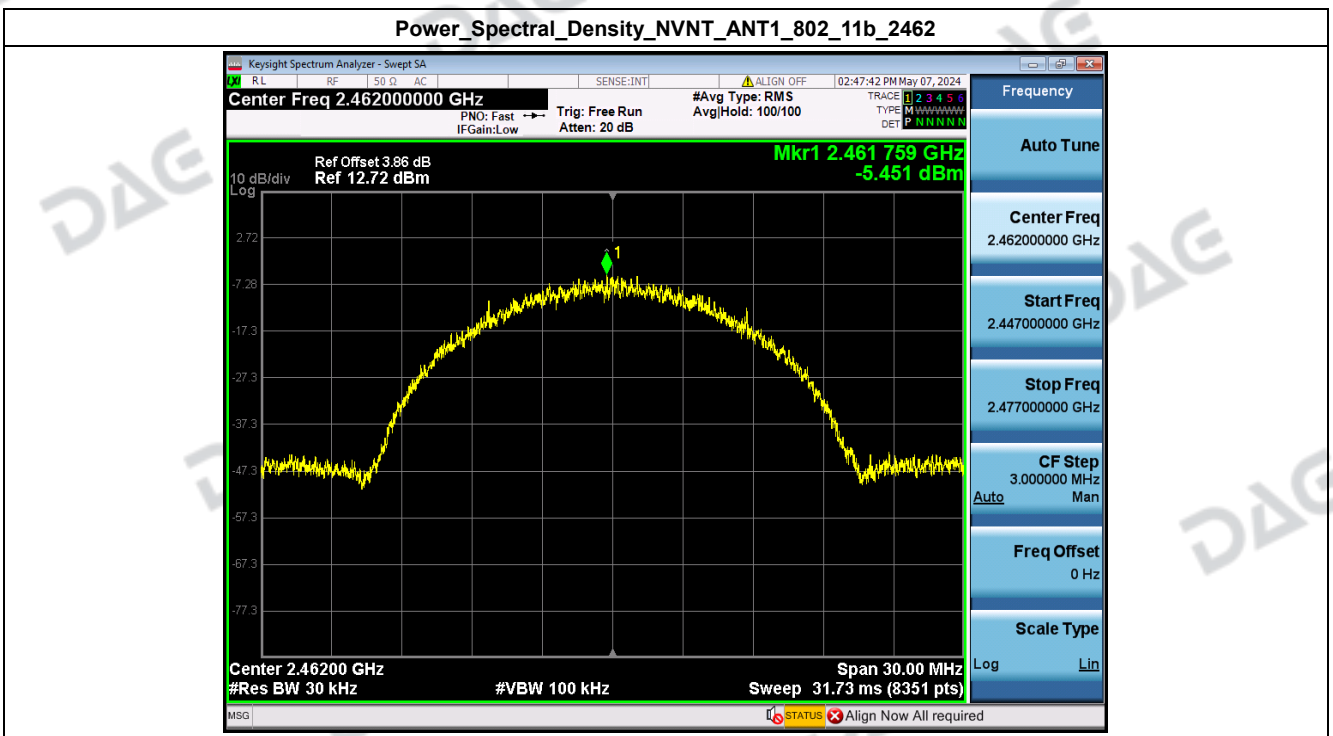 Power_Spectral_Density_NVNT_ANT1_802_11b_2462
Keysight Spectrum Analyzer - Swept SA
LXI RL RF 50 Ω AC SENSE:INT ALIGN OFF 02:47:42 PM May 07, 2024
Center Freq 2.462000000 GHz
PNO: Fast
IFGain:Low
Trig: Free Run
Atten: 20 dB
#Avg Type: RMS
Avg|Hold: 100/100
TRACE 1 2 3 4 5 6
TYPE M WWWWW
DET P N N N N N
Mkr1 2.461 759 GHz
-5.451 dBm
Ref Offset 3.86 dB
10 dB/div Ref 12.72 dBm
Log
2.72
-7.28
-17.3
-27.3
-37.3
-47.3
-57.3
-67.3
-77.3
1
Center 2.46200 GHz Span 30.00 MHz
#Res BW 30 kHz #VBW 100 kHz Sweep 31.73 ms (8351 pts)
MSG STATUS Align Now All required
Frequency
Auto Tune
Center Freq
2.462000000 GHz
Start Freq
2.447000000 GHz
Stop Freq
2.477000000 GHz
CF Step
3.000000 MHz
Auto Man
Freq Offset
0 Hz
Scale Type
Log Lin
DAG
DAG
DAG